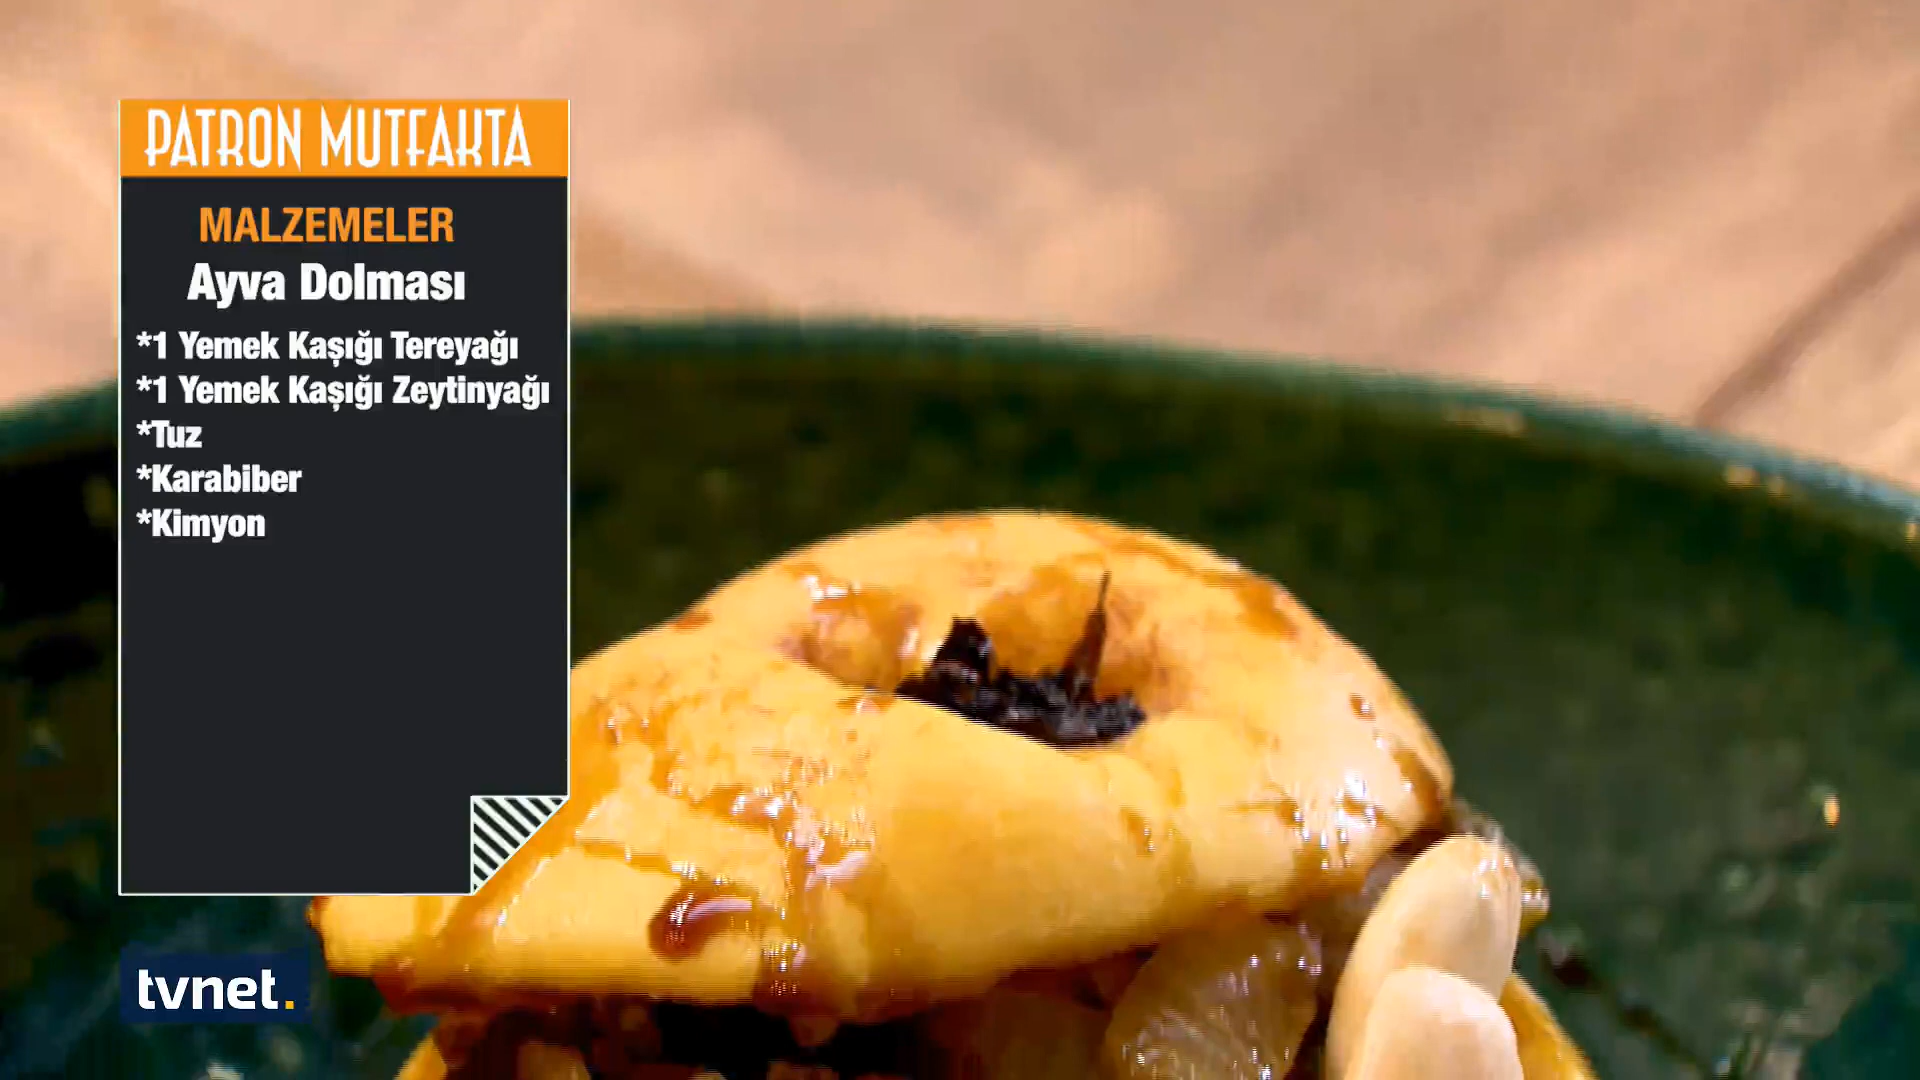 PATRON MUTFAKTA
MALZEMELER
Ayva Dolması
*1 Yemek Kaşığı Tereyağı
*1 Yemek Kaşığı Zeytinyağı
*Tuz
*Karabiber
*Kimyon
tvnet.